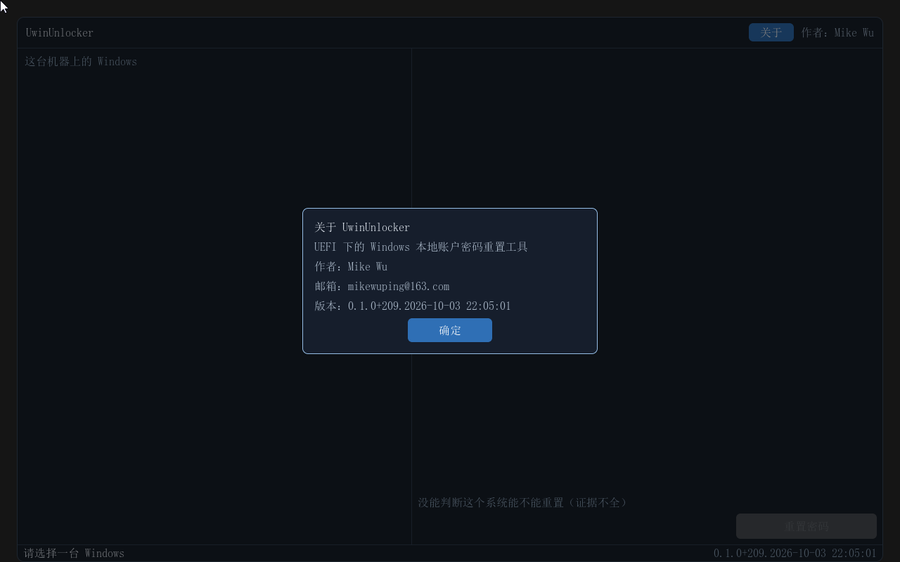 UwinUnlocker
关于 作者：Mike Wu
这台机器上的 Windows
关于 UwinUnlocker
UEFI 下的 Windows 本地账户密码重置工具
作者：Mike Wu
邮箱：mikewuping@163.com
版本：0.1.0+209.2026-10-03 22:05:01
确定
没能判断这个系统能不能重置（证据不全）
重置密码
请选择一台 Windows
0.1.0+209.2026-10-03 22:05:01